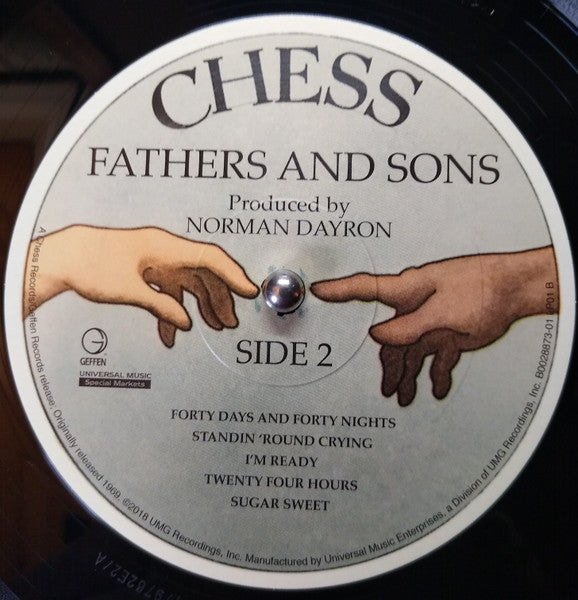 CHESS
FATHERS AND SONS
Produced by
NORMAN DAYRON
GEFFEN
UNIVERSAL MUSIC
Special Markets
SIDE 2
FORTY DAYS AND FORTY NIGHTS
STANDIN ‘ROUND CRYING
I'M READY
TWENTY FOUR HOURS
SUGAR SWEET
A Chess Records/Geffen Records release. Originally released 1969. ©2018 UMG Recordings, Inc. Manufactured by Universal Music Enterprises, a Division of UMG Recordings, Inc. B0028873-01 LP01 B